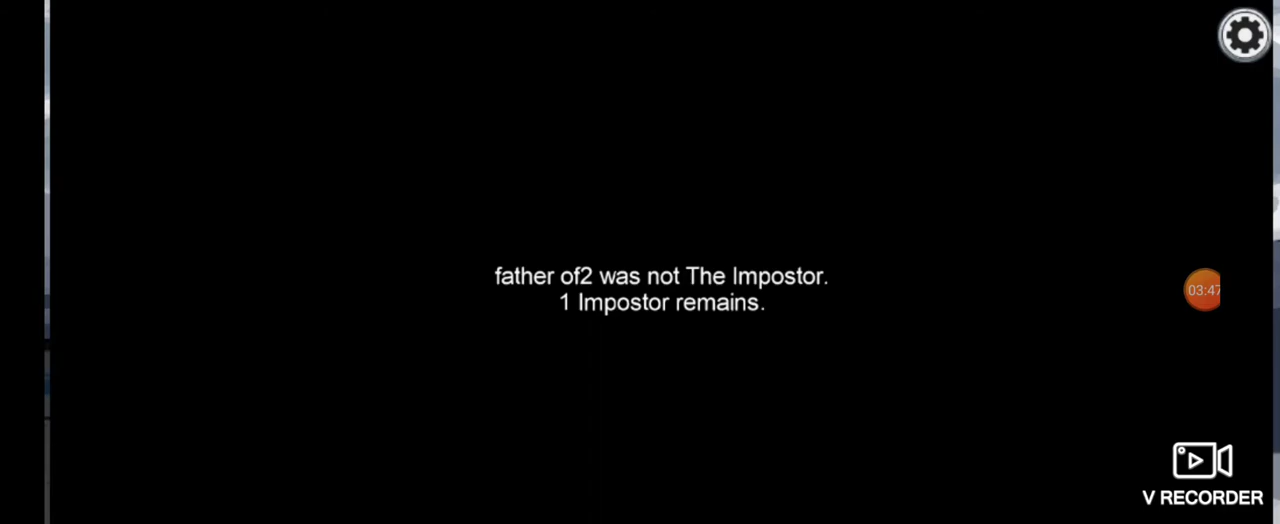 father of2 was not The Impostor.
1 Impostor remains.
03:47
V RECORDER